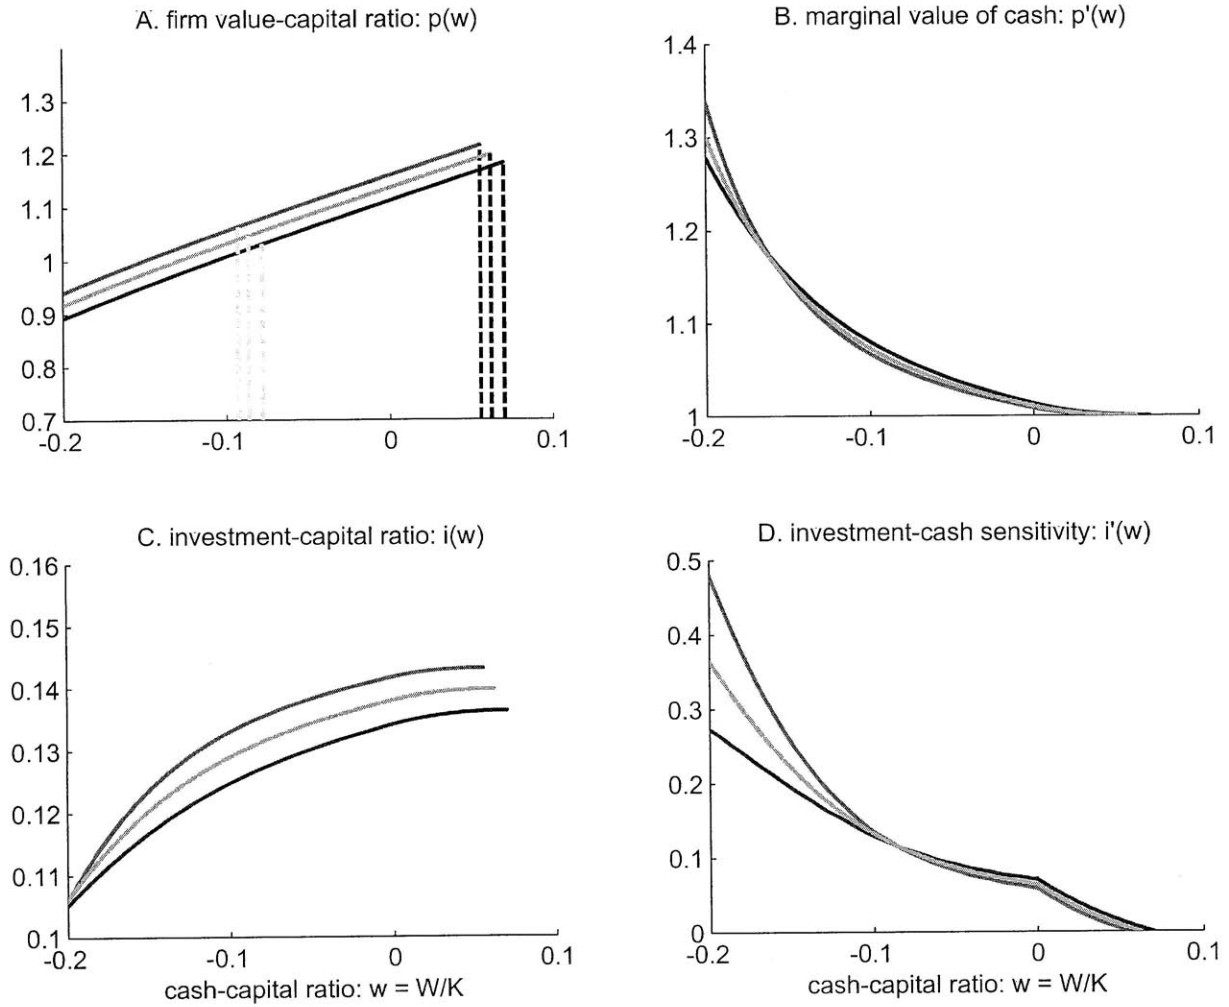 A. firm value-capital ratio: p(w)
1.3
1.2
1.1
1
0.9
0.8
0.7
-0.2 -0.1 0 0.1
B. marginal value of cash: p'(w)
1.4
1.3
1.2
1.1
1
-0.2 -0.1 0 0.1
C. investment-capital ratio: i(w)
0.16
0.15
0.14
0.13
0.12
0.11
0.1
-0.2 -0.1 0 0.1
cash-capital ratio: w = W/K
D. investment-cash sensitivity: i'(w)
0.5
0.4
0.3
0.2
0.1
0
-0.2 -0.1 0 0.1
cash-capital ratio: w = W/K